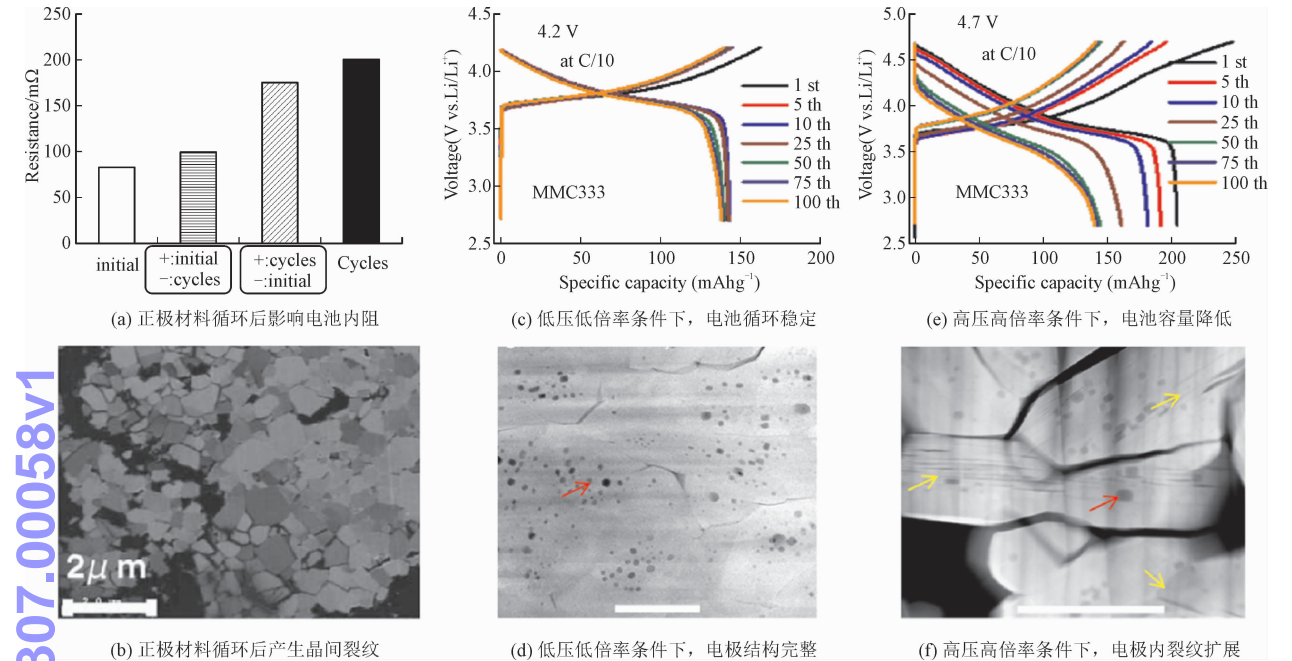 250
200
150
100
50
0
Resistance/mΩ
initial
+:initial
−:cycles
+:cycles
−:initial
Cycles
(a) 正极材料循环后影响电池内阻
4.5
4.0
3.5
3.0
2.5
Voltage(V vs.Li/Li⁺)
4.2 V
at C/10
1 st
5 th
10 th
25 th
50 th
75 th
100 th
MMC333
0
50
100
150
200
Specific capacity (mAhg⁻¹)
(c) 低压低倍率条件下，电池循环稳定
5.0
4.5
4.0
3.5
3.0
2.5
Voltage(V vs.Li/Li⁺)
4.7 V
at C/10
1 st
5 th
10 th
25 th
50 th
75 th
100 th
MMC333
0
50
100
150
200
250
Specific capacity (mAhg⁻¹)
(e) 高压高倍率条件下，电池容量降低
2μ m
(b) 正极材料循环后产生晶间裂纹
(d) 低压低倍率条件下，电极结构完整
(f) 高压高倍率条件下，电极内裂纹扩展
307.00058v1